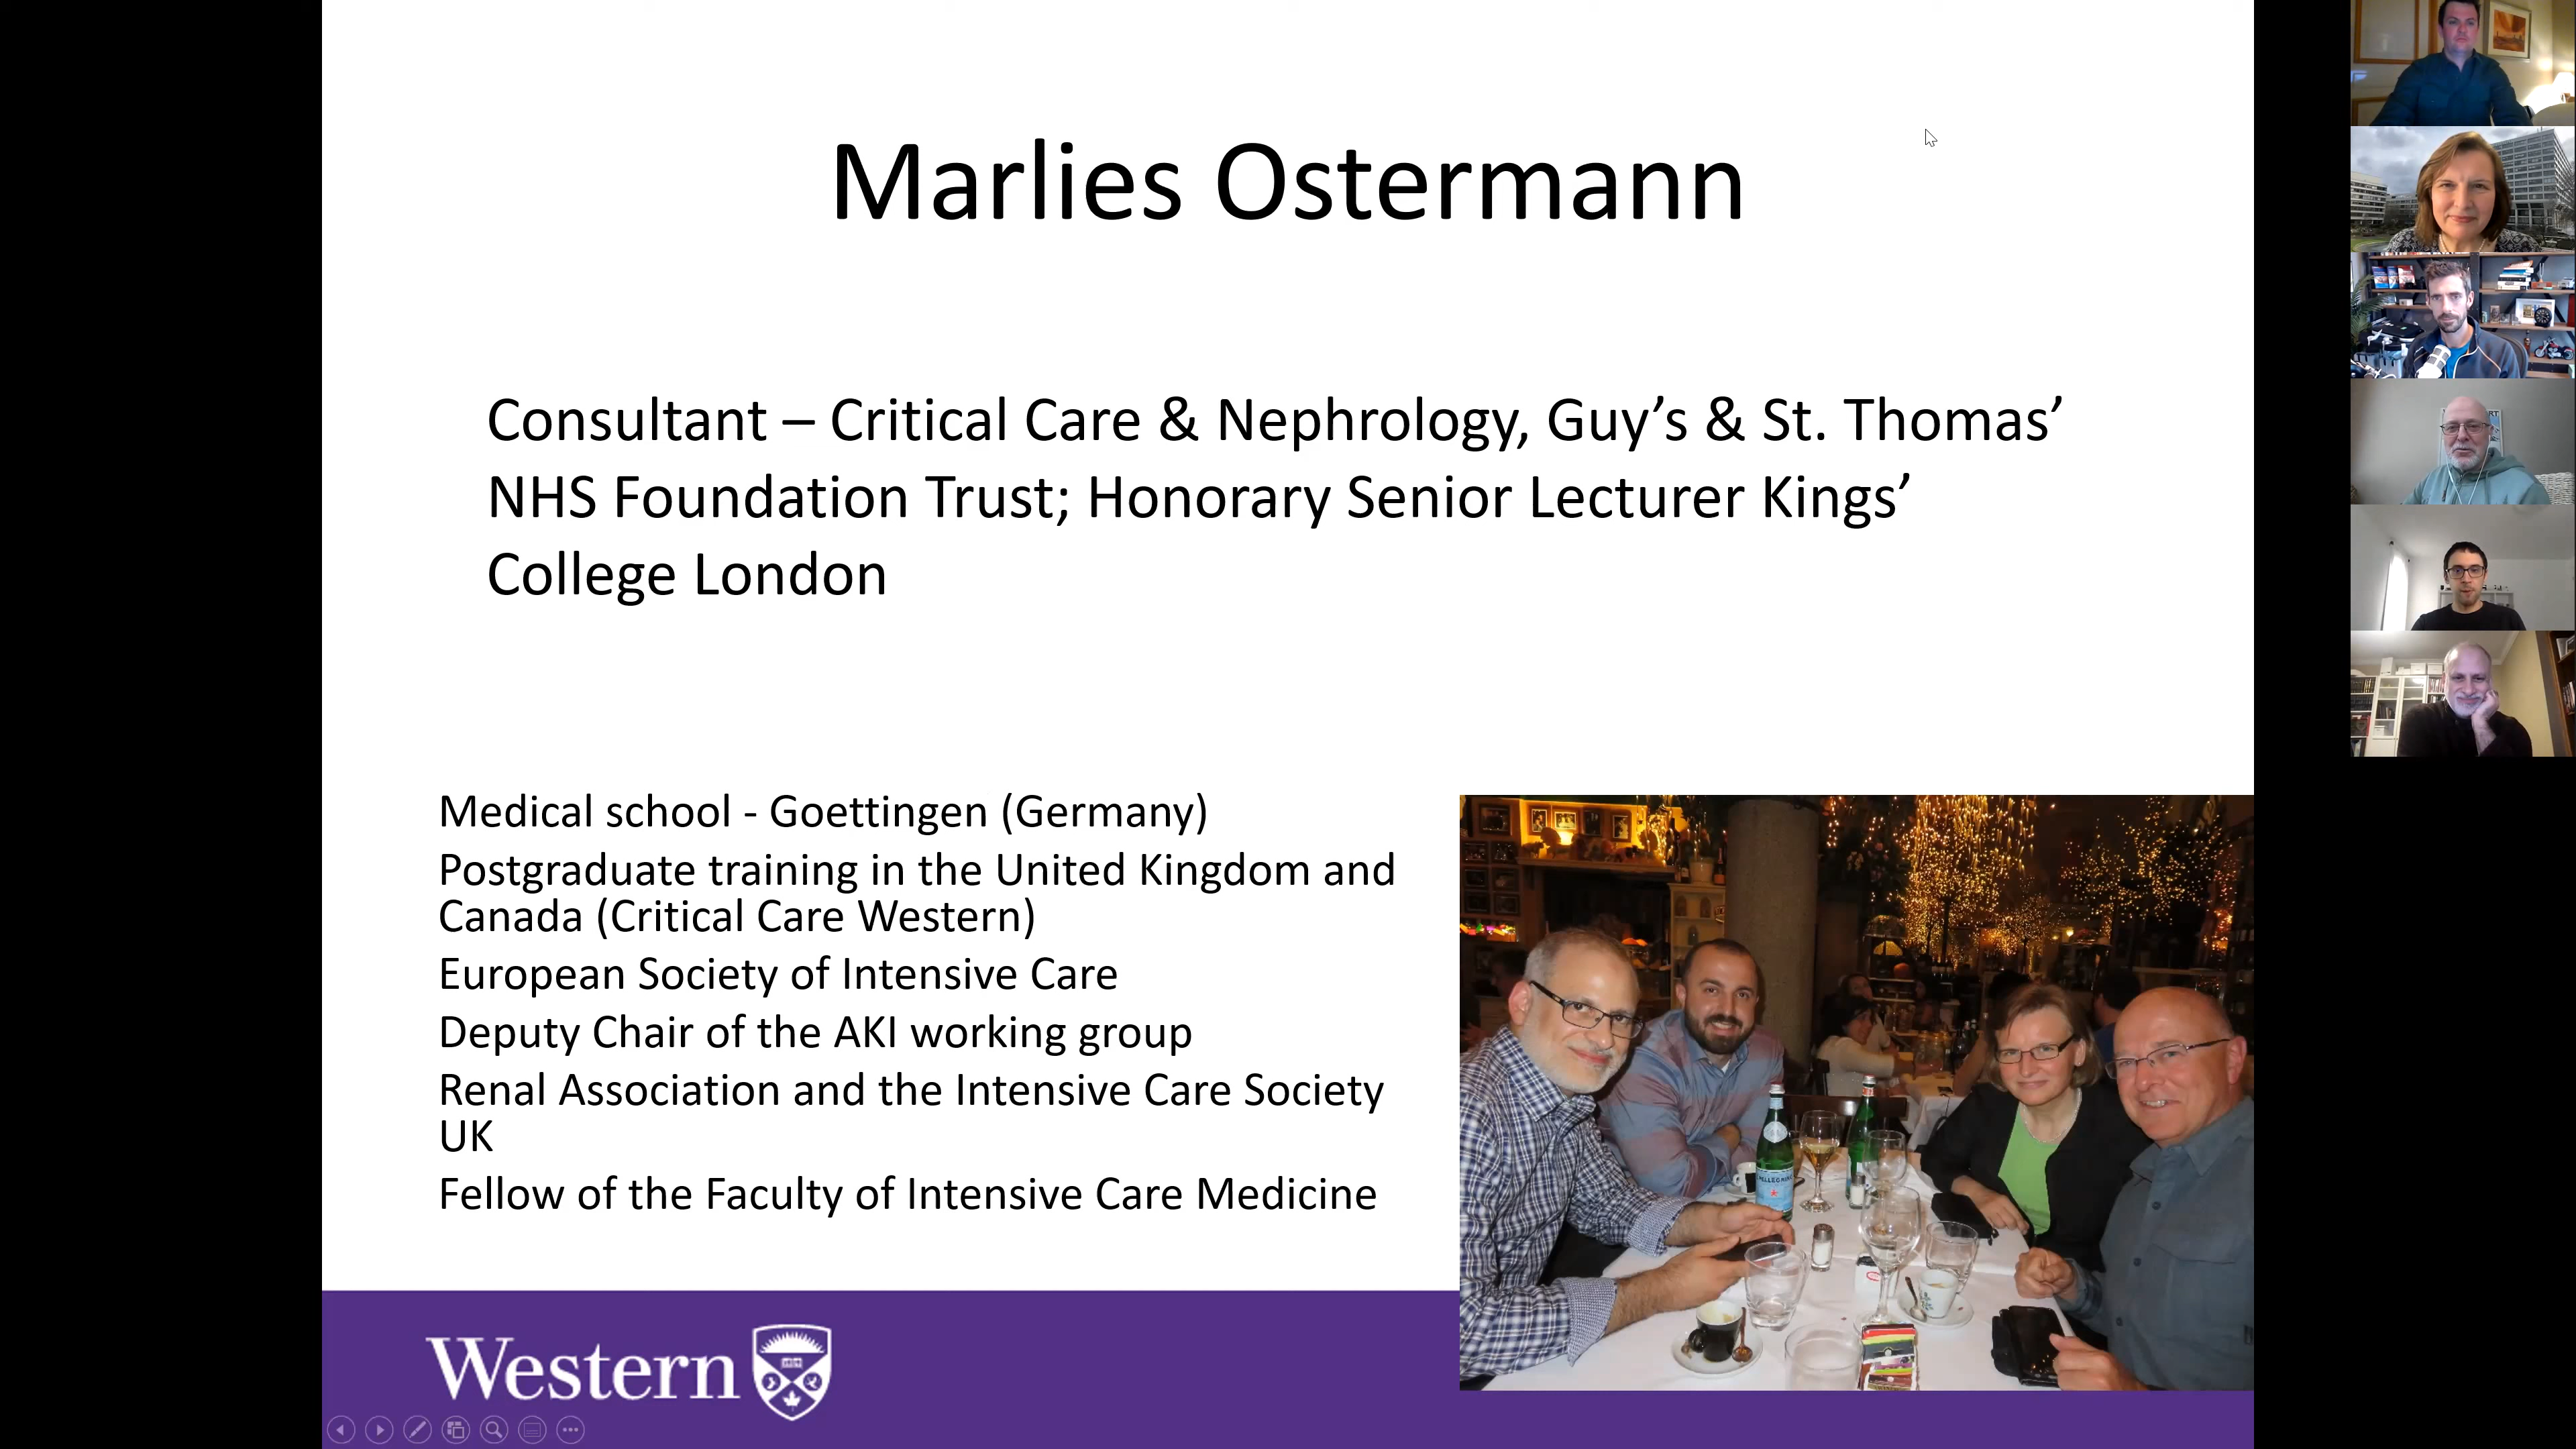 Marlies Ostermann
Consultant – Critical Care & Nephrology, Guy’s & St. Thomas’
NHS Foundation Trust; Honorary Senior Lecturer Kings’
College London
Medical school - Goettingen (Germany)
Postgraduate training in the United Kingdom and
Canada (Critical Care Western)
European Society of Intensive Care
Deputy Chair of the AKI working group
Renal Association and the Intensive Care Society
UK
Fellow of the Faculty of Intensive Care Medicine
Western